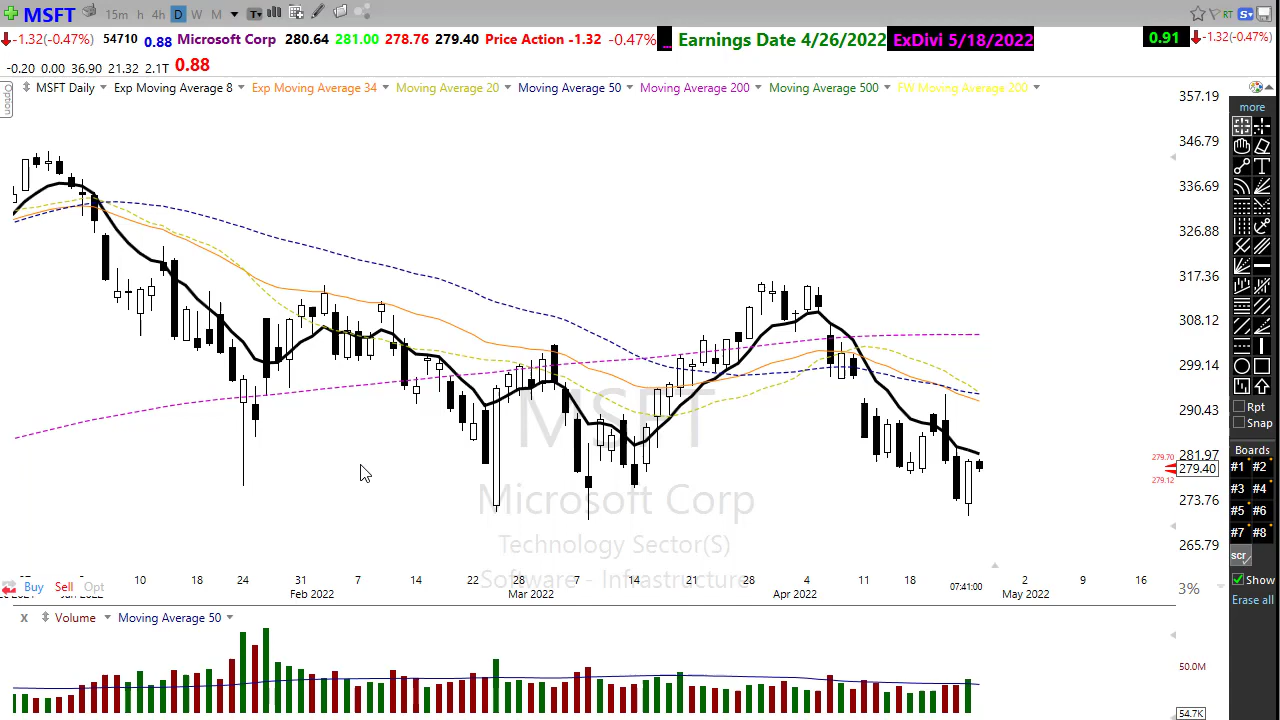 MSFT 15m h 4h D W M T
RT S
-1.32(-0.47%) 54710 0.88 Microsoft Corp 280.64 281.00 278.76 279.40 Price Action -1.32 -0.47% ... Earnings Date 4/26/2022 ExDivi 5/18/2022 0.91 -1.32(-0.47%)
-0.20 0.00 36.90 21.32 2.1T 0.88
Option
MSFT Daily Exp Moving Average 8 Exp Moving Average 34 Moving Average 20 Moving Average 50 Moving Average 200 Moving Average 500 FW Moving Average 200
357.19
346.79
336.69
326.88
317.36
308.12
299.14
290.43
281.97
279.70
279.40
279.12
273.76
265.79
more
T
Rpt
Snap
Boards
#1 #2
#3 #4
#5 #6
#7 #8
scr
Show
Erase all
MSFT
Microsoft Corp
Technology Sector(S)
Software - Infrastructure
10 18 24 31 7 14 22 28 7 14 21 28 4 11 18 07:41:00 2 9 16
Buy Sell Opt
Feb 2022 Mar 2022 Apr 2022 May 2022
3%
X Volume Moving Average 50
50.0M
54.7K